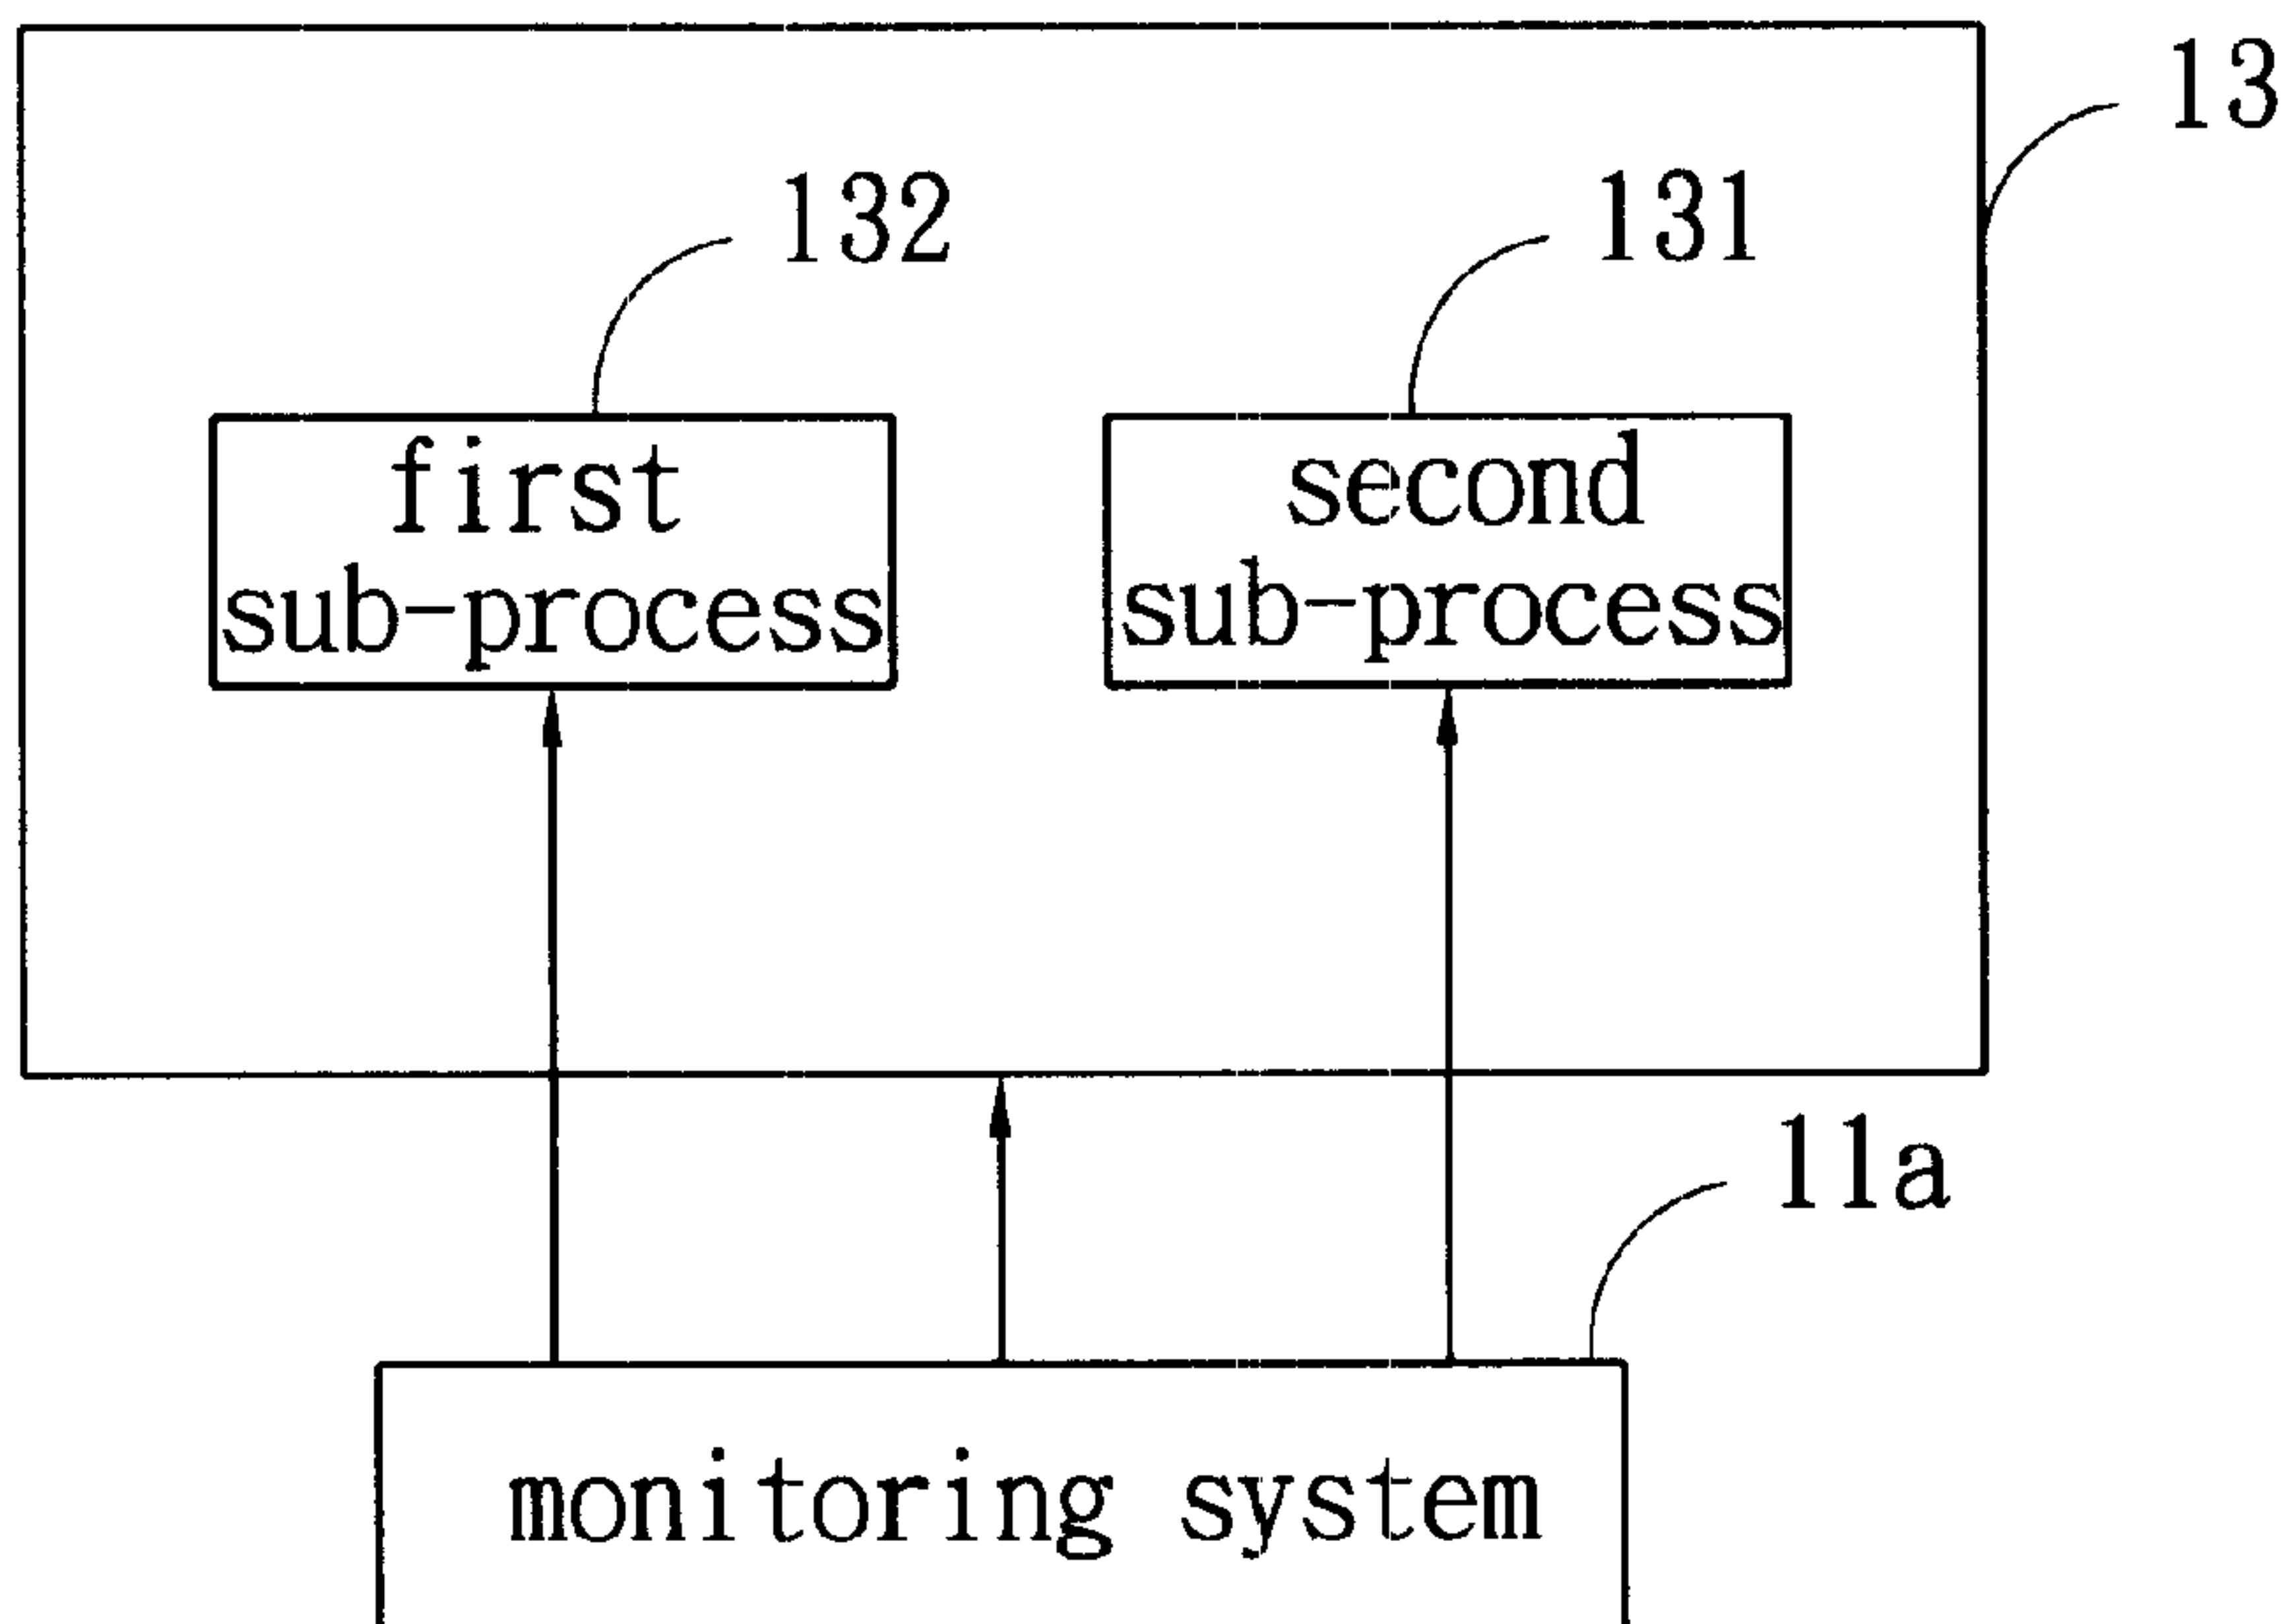 13
132
131
first
sub-process
second
sub-process
11a
monitoring system